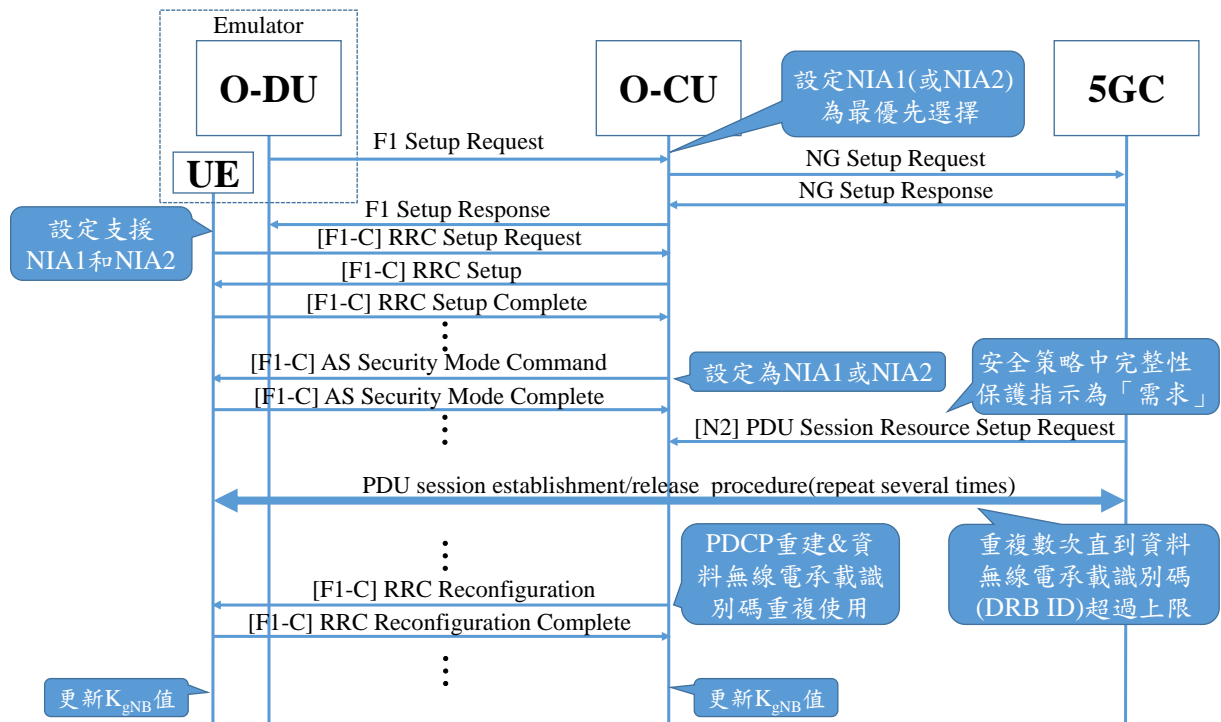 Emulator
O-DU
O-CU
5GC
設定NIA1(或NIA2)
為最優先選擇
F1 Setup Request
UE
NG Setup Request
NG Setup Response
F1 Setup Response
設定支援
NIA1和NIA2
[F1-C] RRC Setup Request
[F1-C] RRC Setup
[F1-C] RRC Setup Complete
[F1-C] AS Security Mode Command
設定為NIA1或NIA2
安全策略中完整性
保護指示為「需求」
[F1-C] AS Security Mode Complete
[N2] PDU Session Resource Setup Request
PDU session establishment/release procedure(repeat several times)
PDCP重建&資
料無線電承載識
別碼重複使用
重複數次直到資料
無線電承載識別碼
(DRB ID)超過上限
[F1-C] RRC Reconfiguration
[F1-C] RRC Reconfiguration Complete
更新KgNB值
更新KgNB值